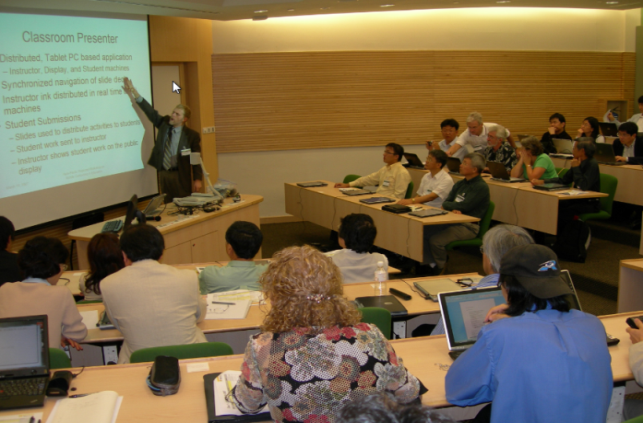 Classroom Presenter
Distributed, Tablet PC based application
– Instructor, Display, and Student machines
Synchronized navigation of slide deck
Instructor ink distributed in real time
machines
Student Submissions
– Slides used to distribute activities to students
– Student work sent to instructor
– Instructor shows student work on the public
display